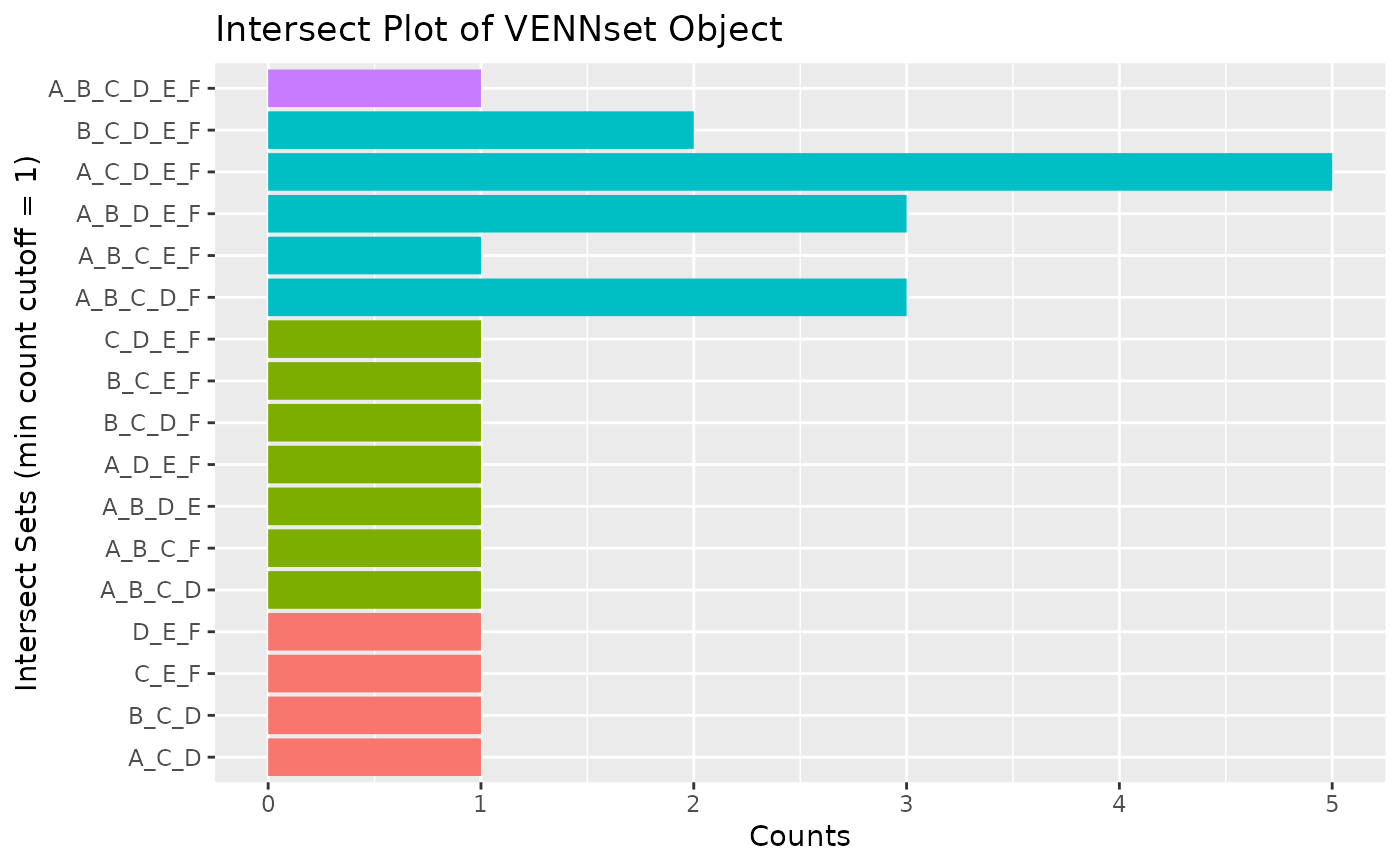 Intersect Plot of VENNset Object
Intersect Sets (min count cutoff = 1)
A_B_C_D_E_F
B_C_D_E_F
A_C_D_E_F
A_B_D_E_F
A_B_C_E_F
A_B_C_D_F
C_D_E_F
B_C_E_F
B_C_D_F
A_D_E_F
A_B_D_E
A_B_C_F
A_B_C_D
D_E_F
C_E_F
B_C_D
A_C_D
0 1 2 3 4 5
Counts